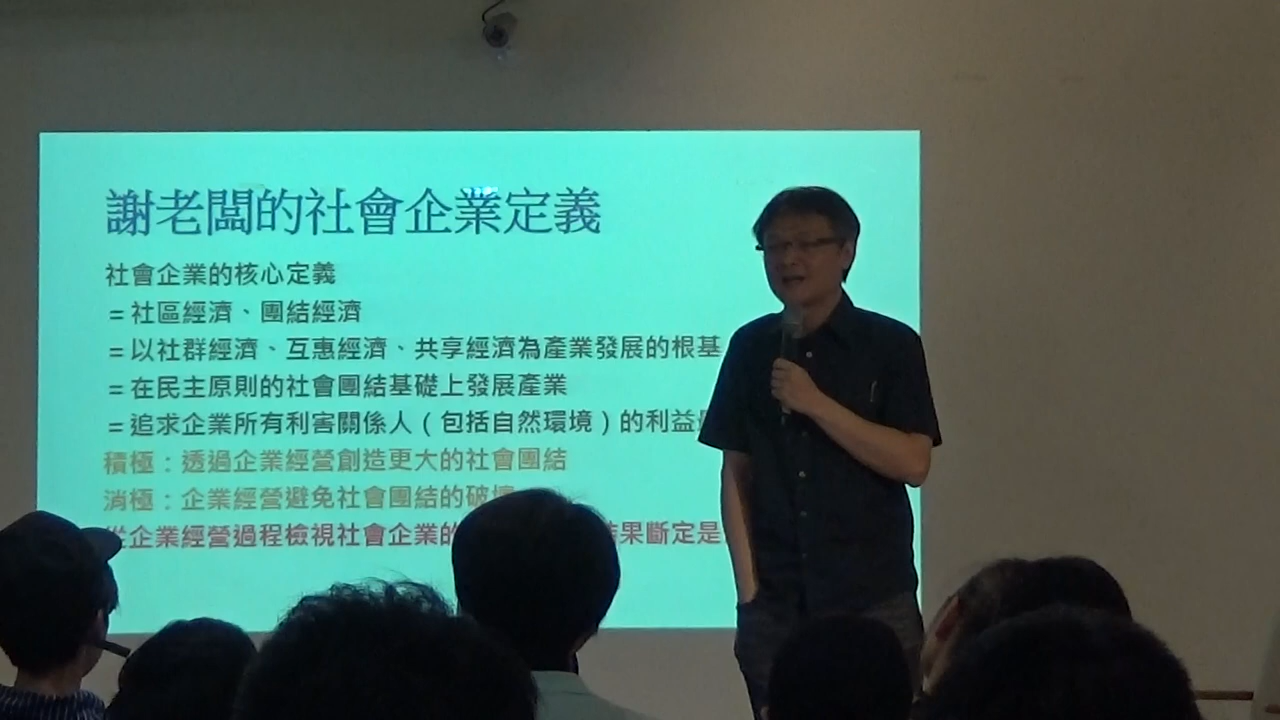 謝老闆的社會企業定義
社會企業的核心定義
=社區經濟、團結經濟
=以社群經濟、互惠經濟、共享經濟為產業發展的根基
=在民主原則的社會團結基礎上發展產業
=追求企業所有利害關係人(包括自然環境)的利益
積極:透過企業經營創造更大的社會團結
消極:企業經營避免社會團結的破壞
從企業經營過程檢視社會企業的 結果斷定是